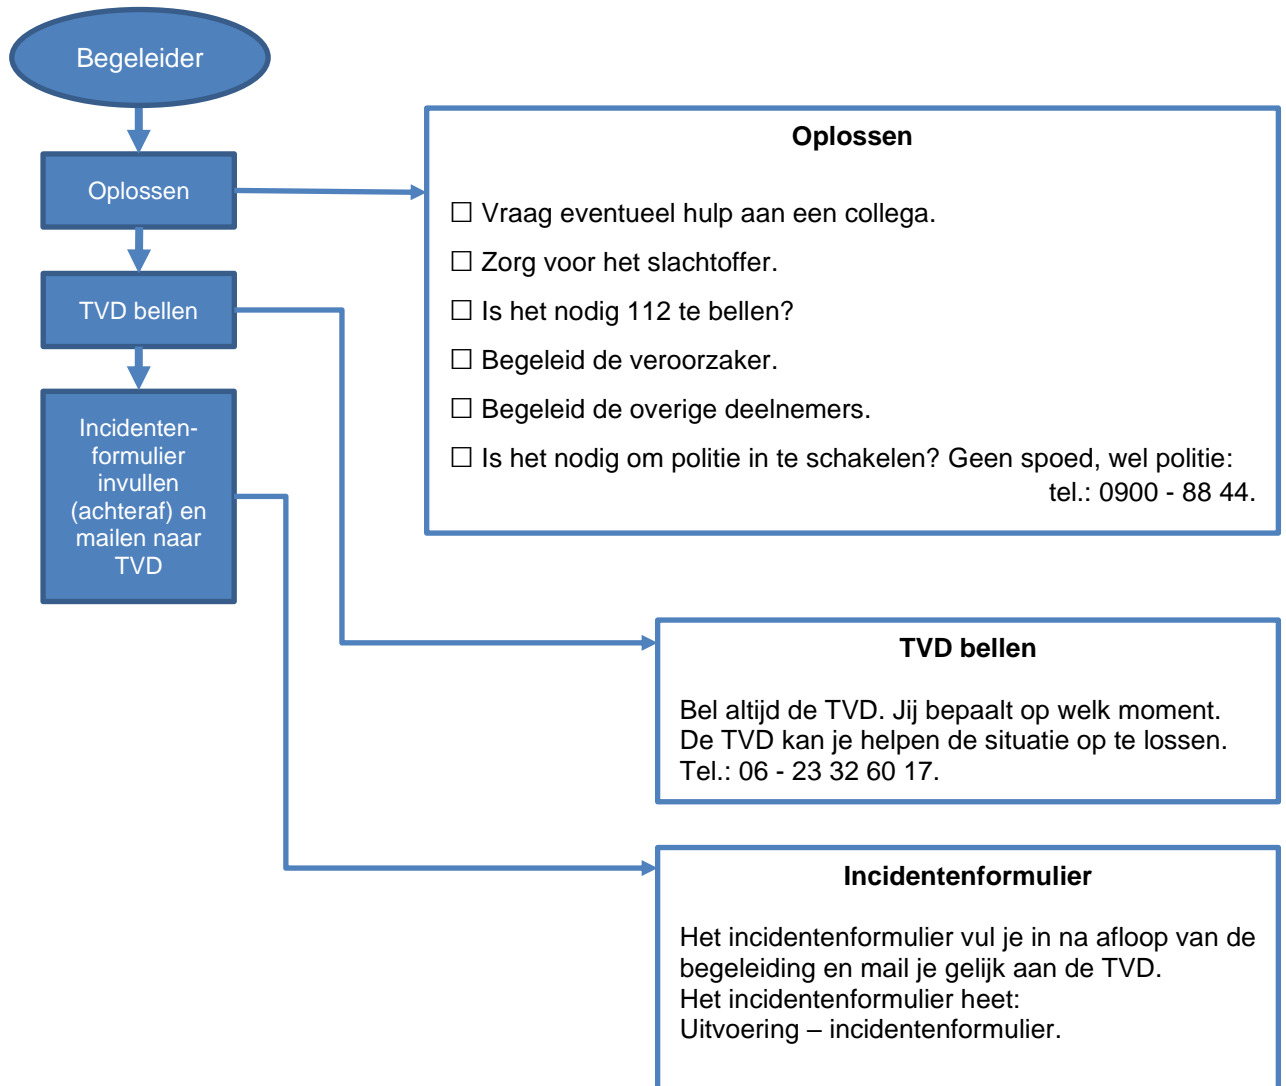 Begeleider
Oplossen
TVD bellen
Incidenten-
formulier
invullen
(achteraf) en
mailen naar
TVD
Oplossen
☐ Vraag eventueel hulp aan een collega.
☐ Zorg voor het slachtoffer.
☐ Is het nodig 112 te bellen?
☐ Begeleid de veroorzaker.
☐ Begeleid de overige deelnemers.
☐ Is het nodig om politie in te schakelen? Geen spoed, wel politie:
tel.: 0900 - 88 44.
TVD bellen
Bel altijd de TVD. Jij bepaalt op welk moment.
De TVD kan je helpen de situatie op te lossen.
Tel.: 06 - 23 32 60 17.
Incidentenformulier
Het incidentenformulier vul je in na afloop van de
begeleiding en mail je gelijk aan de TVD.
Het incidentenformulier heet:
Uitvoering – incidentenformulier.